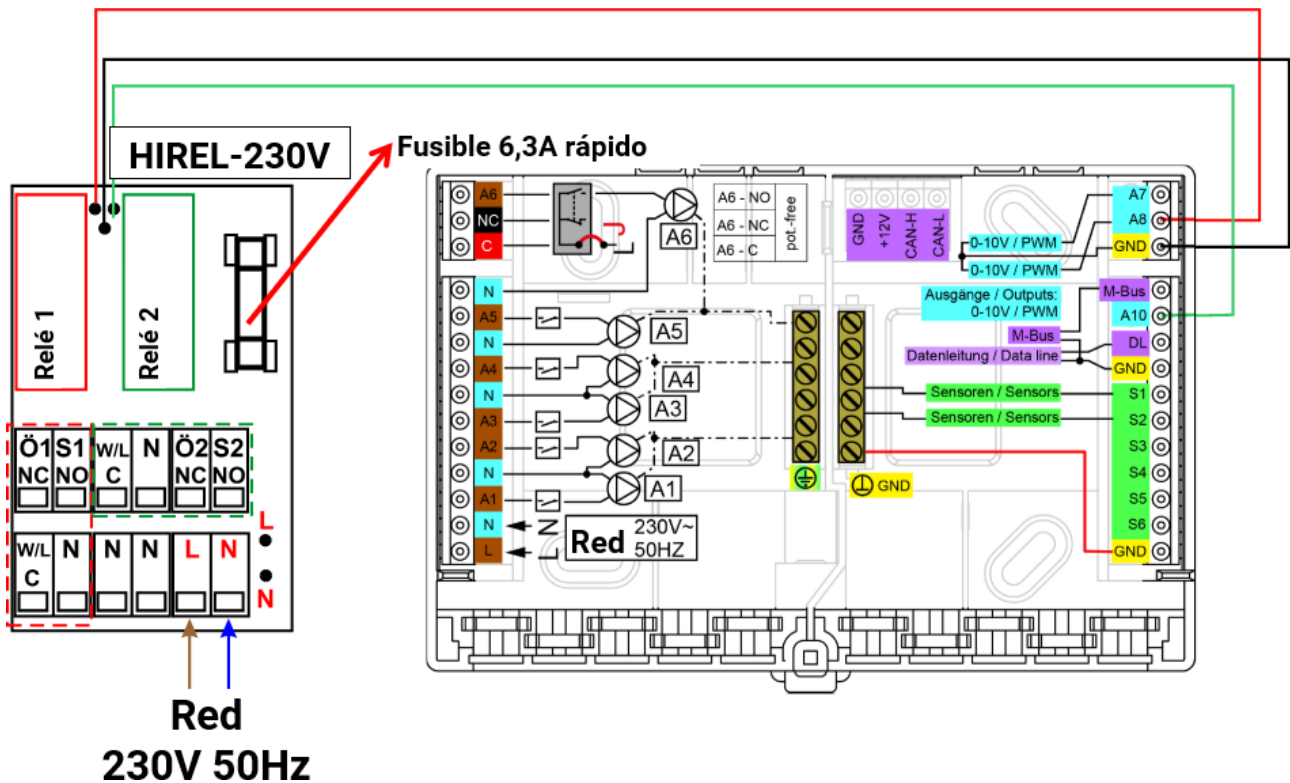 HIREL-230V
Fusible 6,3A rápido
Relé 1
Relé 2
Ö1 S1 W/L N Ö2 S2
NC NO C NC NO
W/L N N N L N
C
L
N
Red
230V 50Hz
A6
NC
C
N
A5
N
A4
N
A3
A2
N
A1
N
L
A6
A6 - NO
A6 - NC
A6 - C
pot.-free
A5
A4
A3
A2
A1
N
L
Red 230V~
50HZ
GND
+12V
CAN-H
CAN-L
0-10V / PWM
0-10V / PWM
Ausgänge / Outputs:
0-10V / PWM
M-Bus
Datenleitung / Data line
Sensoren / Sensors
Sensoren / Sensors
GND
A7
A8
GND
M-Bus
A10
DL
GND
S1
S2
S3
S4
S5
S6
GND